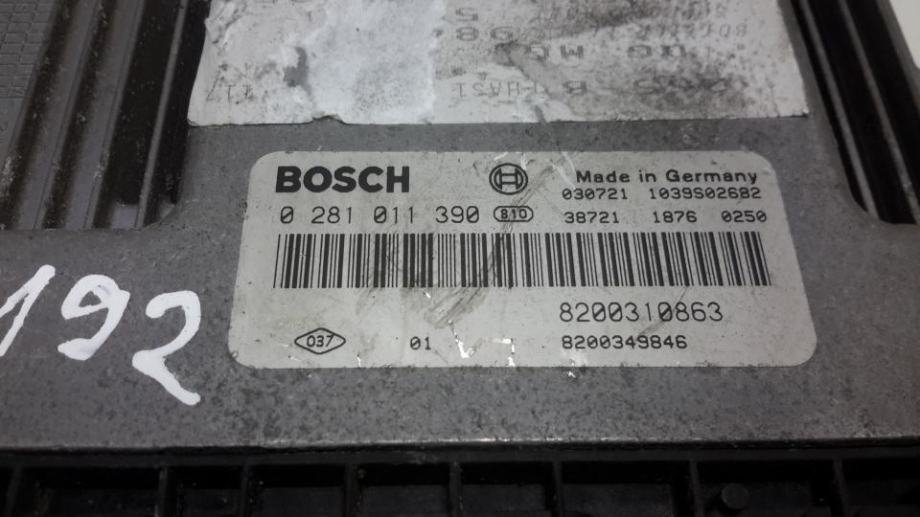 BOSCH
Made in Germany
030721 1039S02682
0 281 011 390 810
38721 1876 0250
8200310863
037 01 8200349846
192